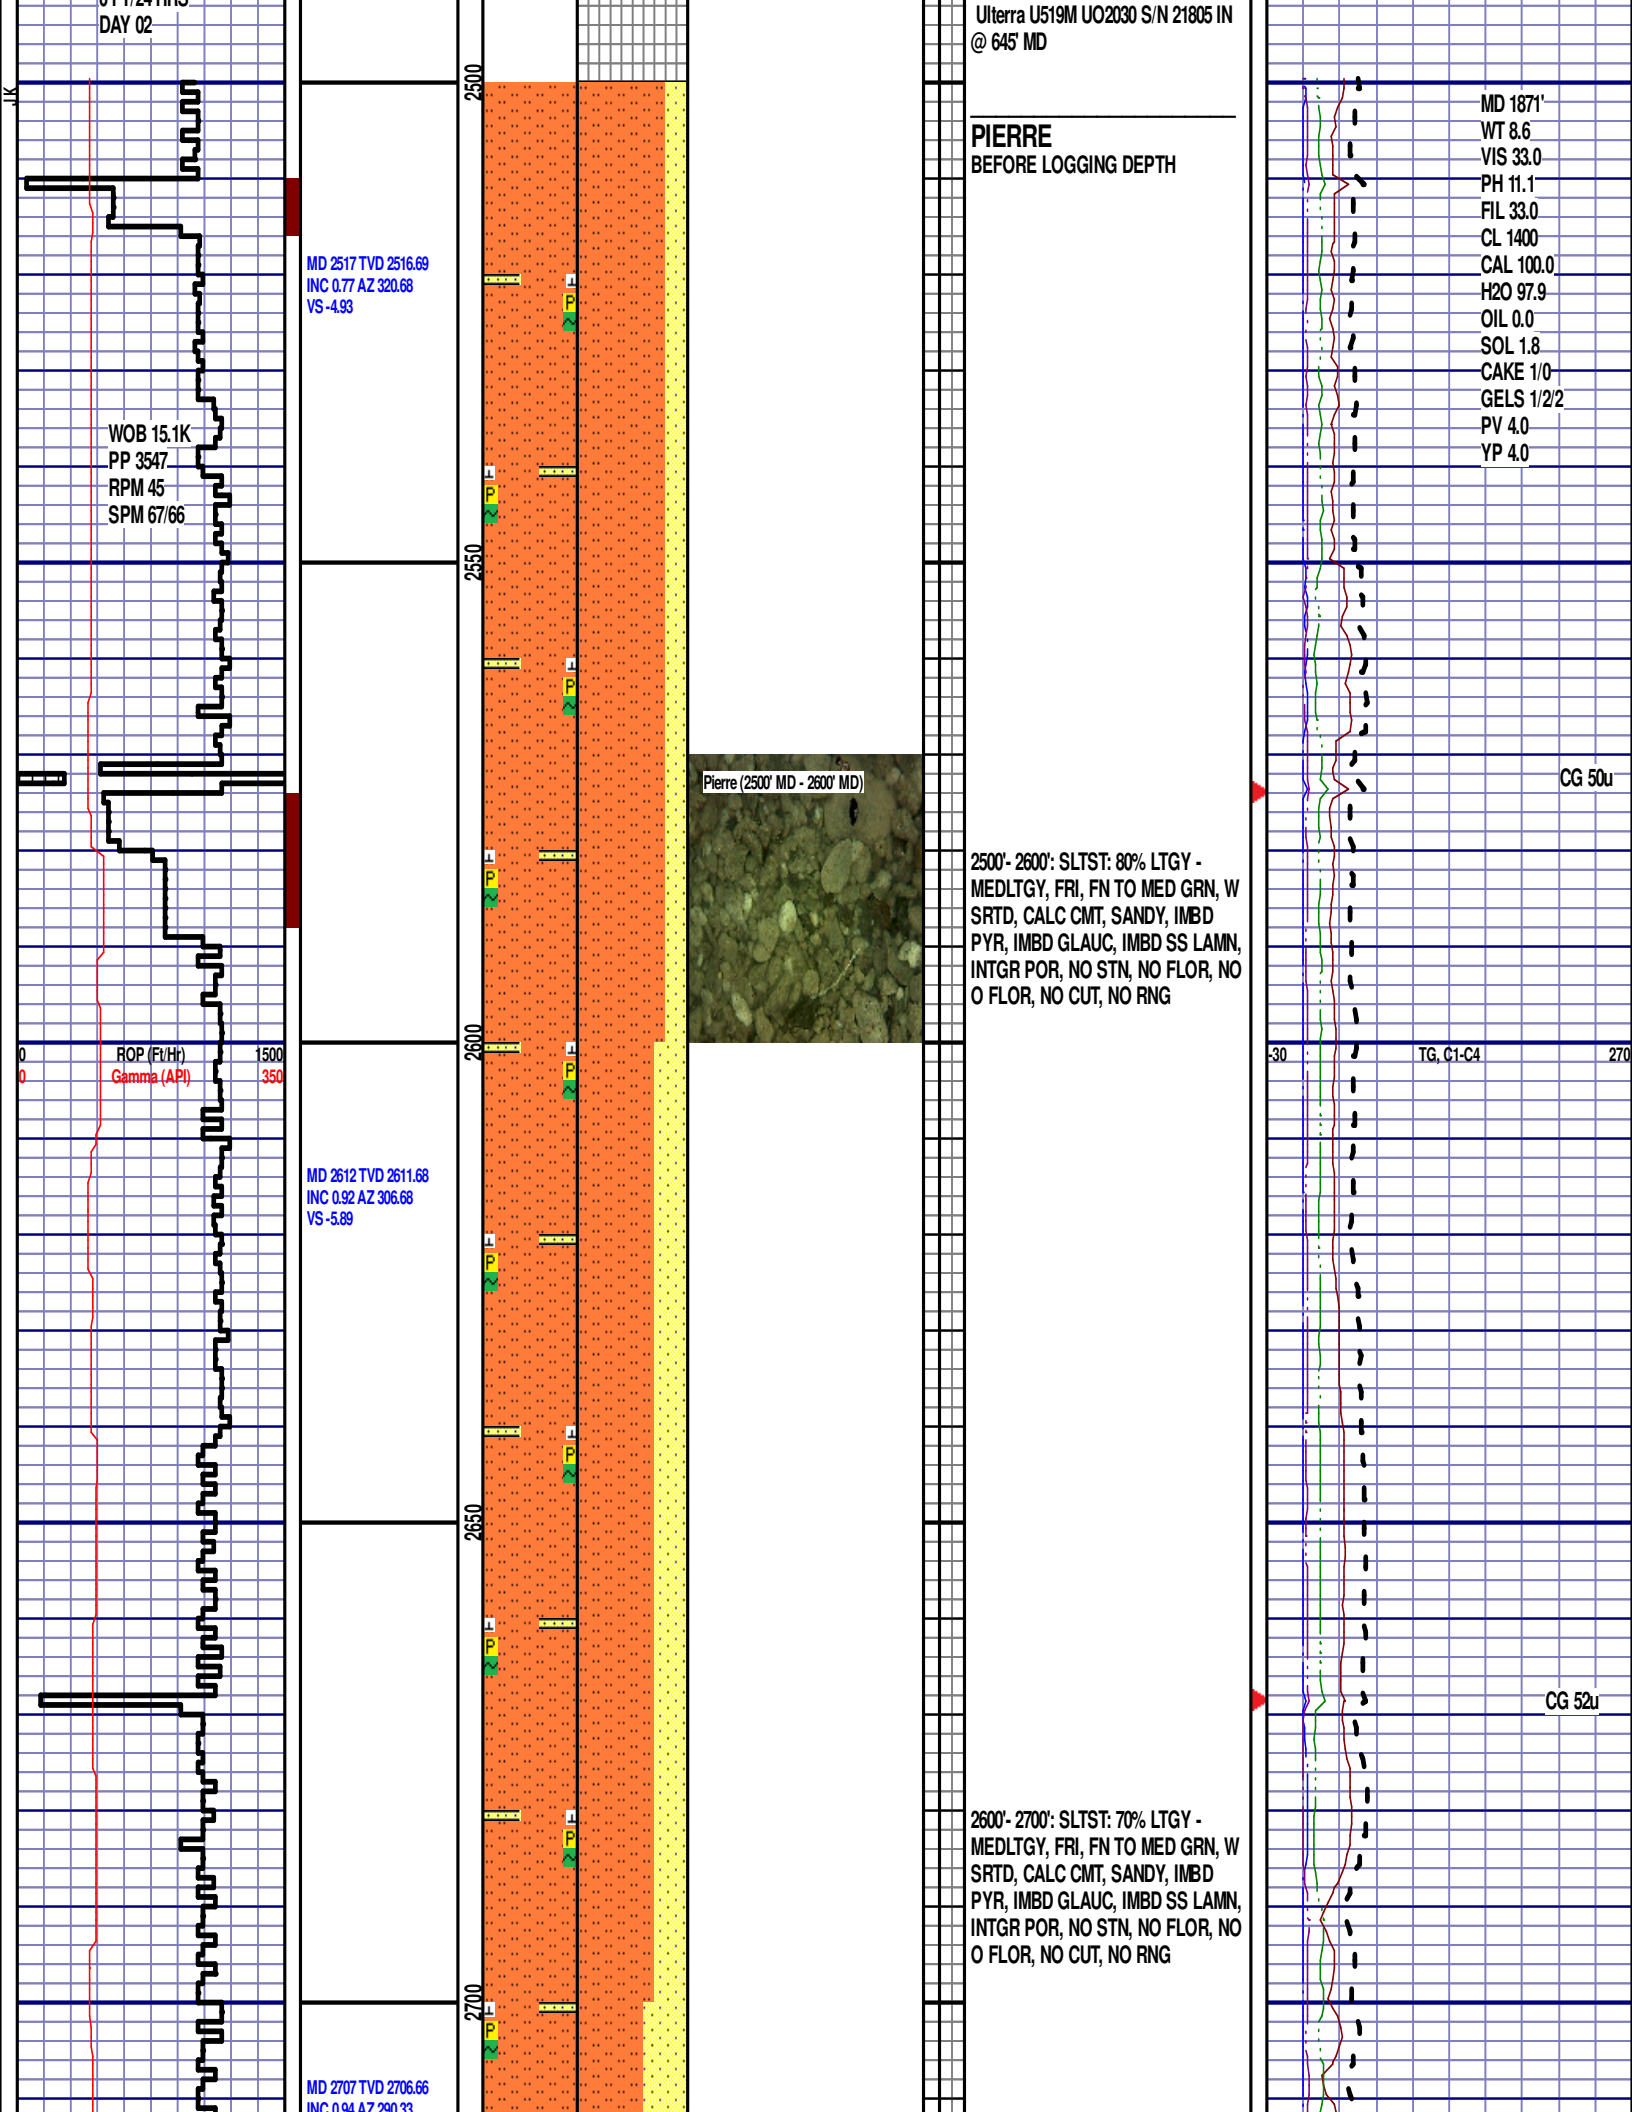 DAY 02
JK
WOB 15.1K
PP 3547
RPM 45
SPM 67/66
0 ROP (Ft/Hr) 1500
0 Gamma (API) 350
MD 2517 TVD 2516.69
INC 0.77 AZ 320.68
VS -4.93
MD 2612 TVD 2611.68
INC 0.92 AZ 306.68
VS -5.89
MD 2707 TVD 2706.66
INC 0.94 AZ 290.33
2500
2550
2600
2650
2700
P
P
P
P
P
P
P
P
P
P
Pierre (2500' MD - 2600' MD)
Ulterra U519M UO2030 S/N 21805 IN
@ 645' MD
PIERRE
BEFORE LOGGING DEPTH
2500'- 2600': SLTST: 80% LTGY -
MEDLTGY, FRI, FN TO MED GRN, W
SRTD, CALC CMT, SANDY, IMBD
PYR, IMBD GLAUC, IMBD SS LAMN,
INTGR POR, NO STN, NO FLOR, NO
O FLOR, NO CUT, NO RNG
2600'- 2700': SLTST: 70% LTGY -
MEDLTGY, FRI, FN TO MED GRN, W
SRTD, CALC CMT, SANDY, IMBD
PYR, IMBD GLAUC, IMBD SS LAMN,
INTGR POR, NO STN, NO FLOR, NO
O FLOR, NO CUT, NO RNG
MD 1871'
WT 8.6
VIS 33.0
PH 11.1
FIL 33.0
CL 1400
CAL 100.0
H2O 97.9
OIL 0.0
SOL 1.8
CAKE 1/0
GELS 1/2/2
PV 4.0
YP 4.0
CG 50u
-30 TG, C1-C4 270
CG 52u